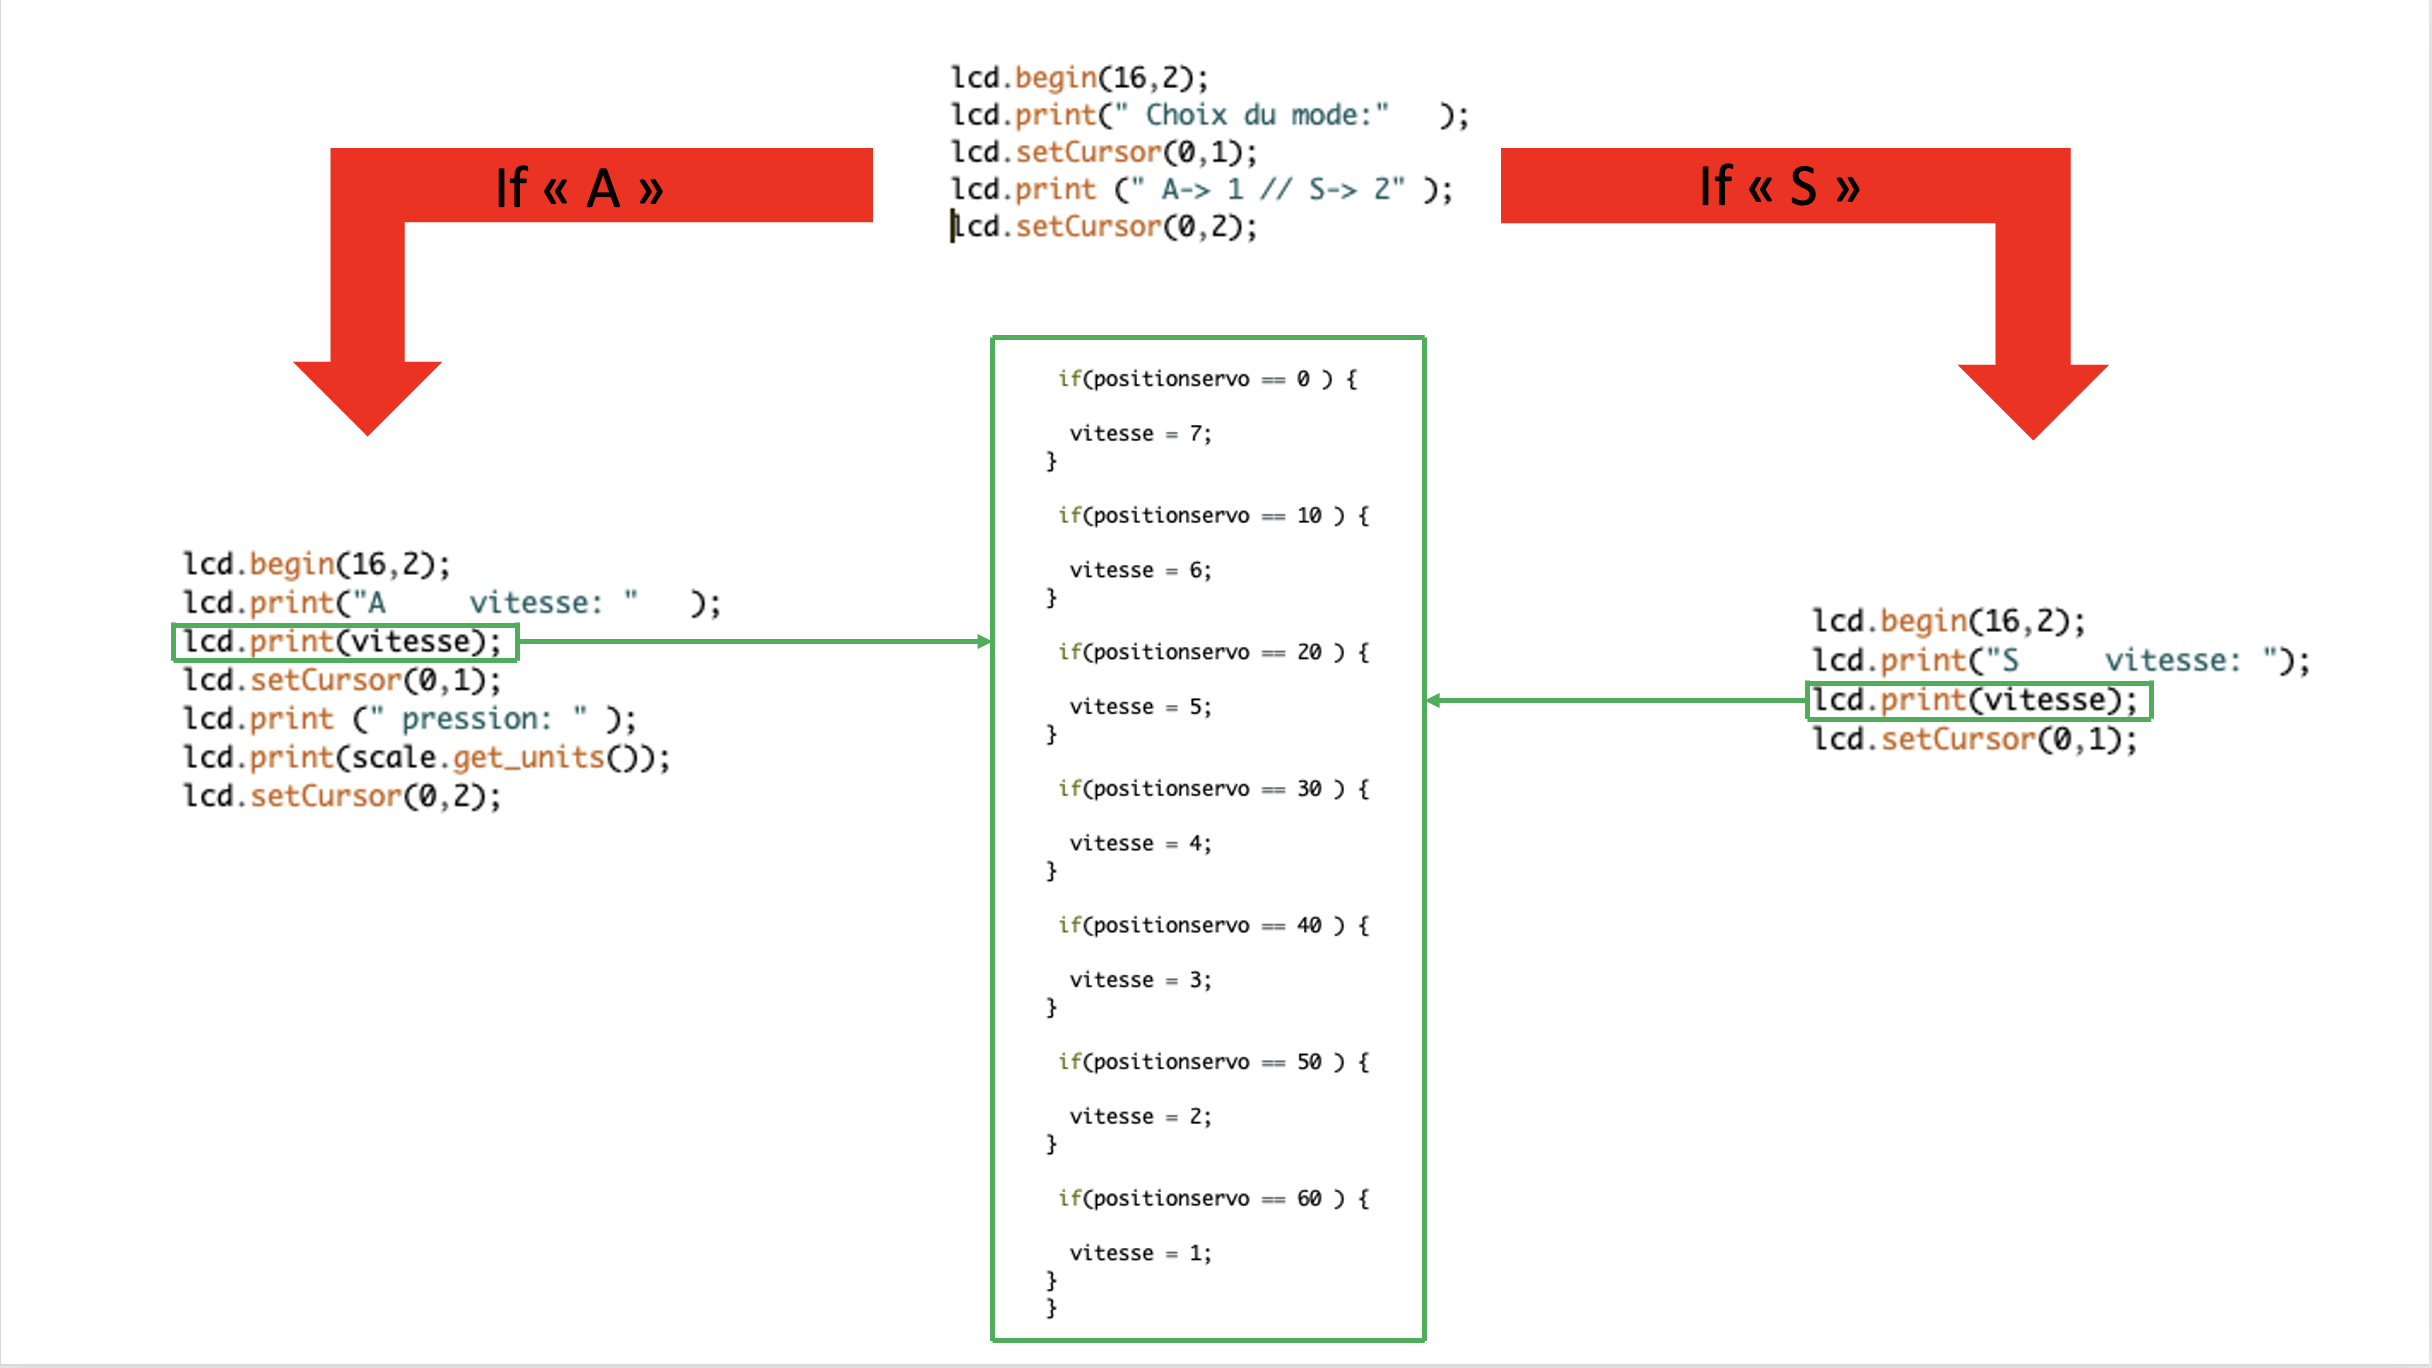 lcd.begin(16,2);
lcd.print(" Choix du mode:"   );
lcd.setCursor(0,1);
lcd.print (" A-> 1 // S-> 2" );
lcd.setCursor(0,2);
If « A »
If « S »
lcd.begin(16,2);
lcd.print("A     vitesse: "   );
lcd.print(vitesse);
lcd.setCursor(0,1);
lcd.print (" pression: " );
lcd.print(scale.get_units());
lcd.setCursor(0,2);
if(positionservo == 0 ) {
vitesse = 7;
}
if(positionservo == 10 ) {
vitesse = 6;
}
if(positionservo == 20 ) {
vitesse = 5;
}
if(positionservo == 30 ) {
vitesse = 4;
}
if(positionservo == 40 ) {
vitesse = 3;
}
if(positionservo == 50 ) {
vitesse = 2;
}
if(positionservo == 60 ) {
vitesse = 1;
}
}
lcd.begin(16,2);
lcd.print("S     vitesse: ");
lcd.print(vitesse);
lcd.setCursor(0,1);